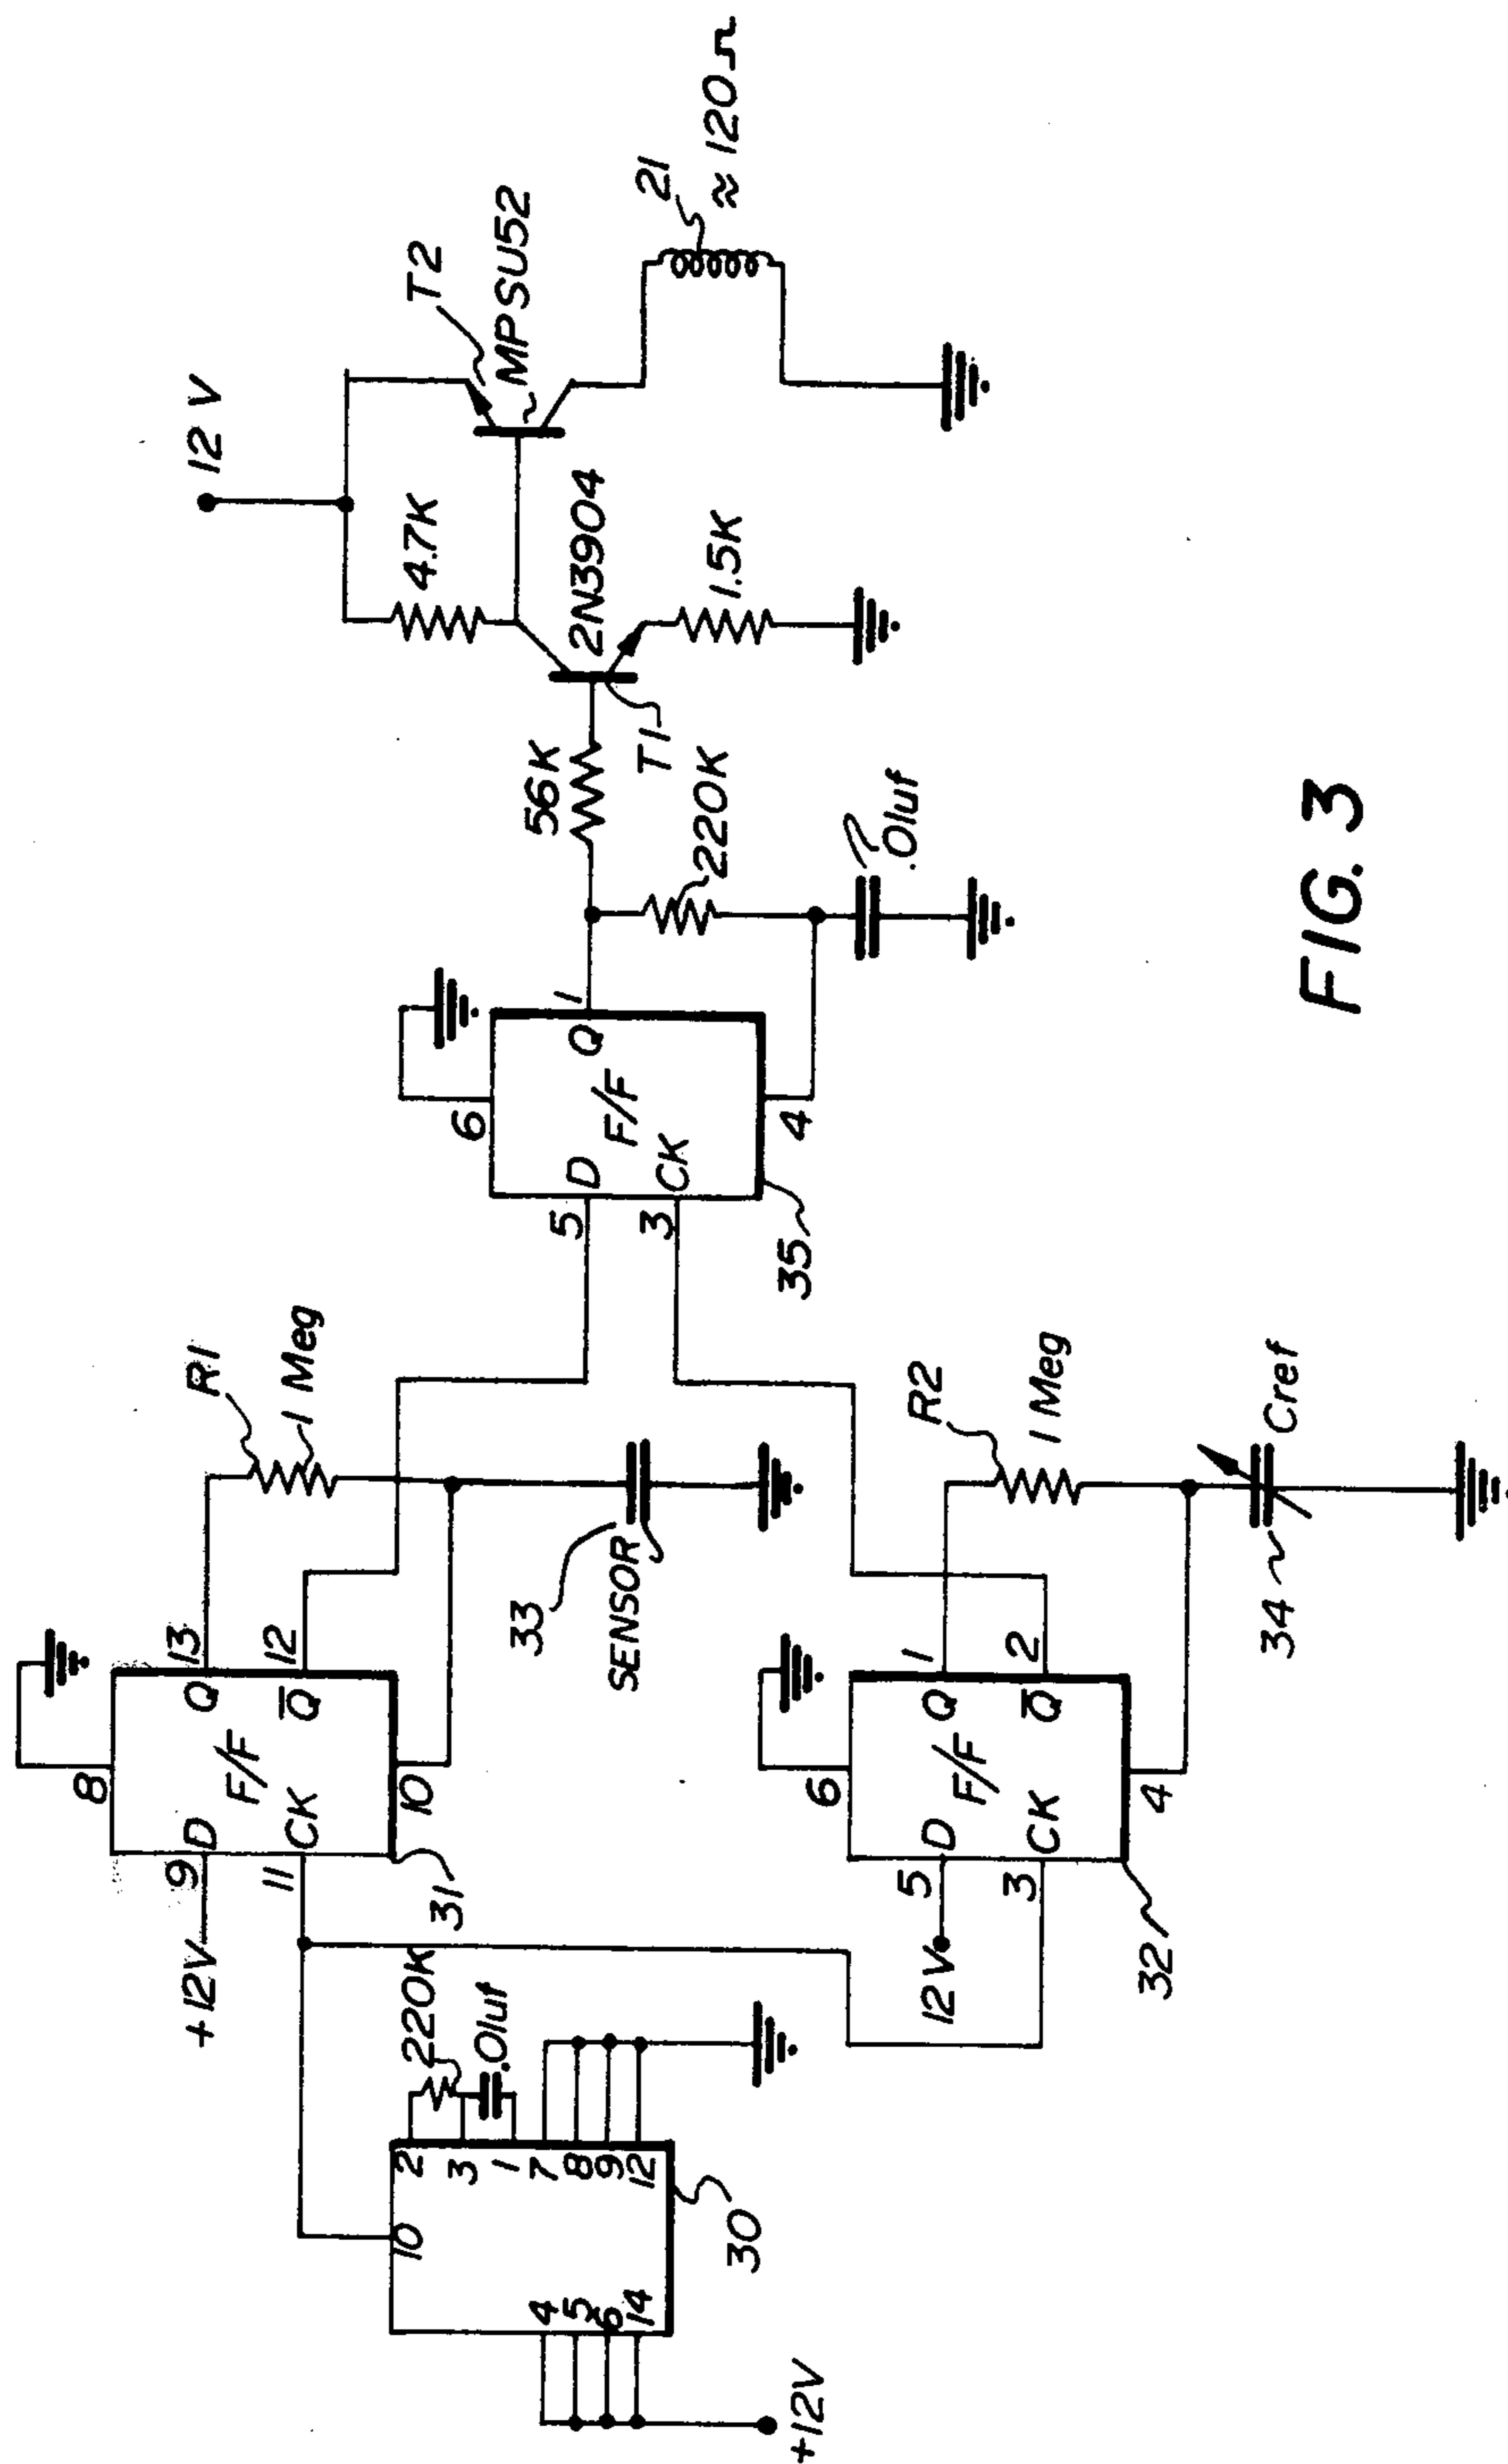 +12V
4
5
6
14
10
2
3
1
7
8
9
12
30
220K
.01uf
+12V
9
D
11
CK
8
F/F
Q
13
Q̅
12
10
31
R1
1 Meg
33
SENSOR
12V
5
D
3
CK
6
F/F
Q
1
Q̅
2
4
32
R2
1 Meg
34
Cref
5
D
3
CK
6
F/F
Q
1
4
35
56K
220K
.01uf
T1
2N3904
1.5K
4.7K
12 V
T2
MPSU52
21
≈ 120Ω
FIG. 3